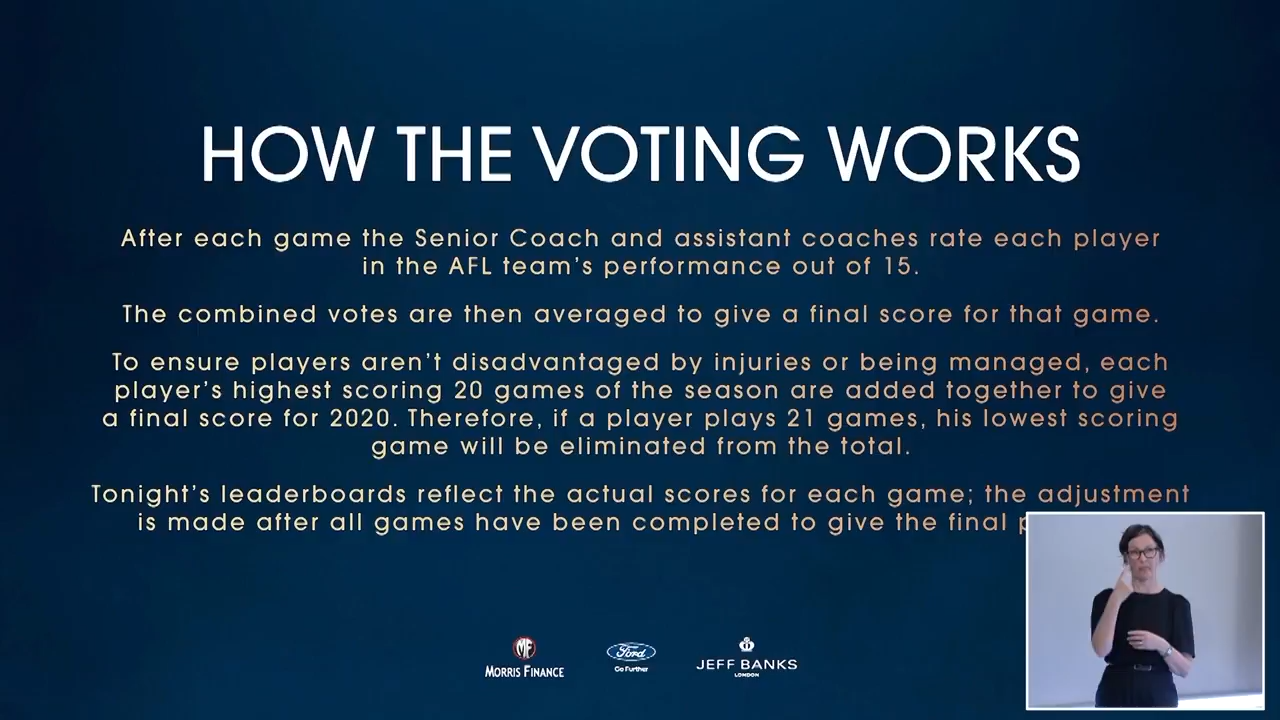 HOW THE VOTING WORKS
After each game the Senior Coach and assistant coaches rate each player
in the AFL team's performance out of 15.
The combined votes are then averaged to give a final score for that game.
To ensure players aren't disadvantaged by injuries or being managed, each
player's highest scoring 20 games of the season are added together to give
a final score for 2020. Therefore, if a player plays 21 games, his lowest scoring
game will be eliminated from the total.
Tonight's leaderboards reflect the actual scores for each game; the adjustment
is made after all games have been completed to give the final
MF
MORRIS FINANCE
Ford
Go Further
JEFF BANKS
LONDON